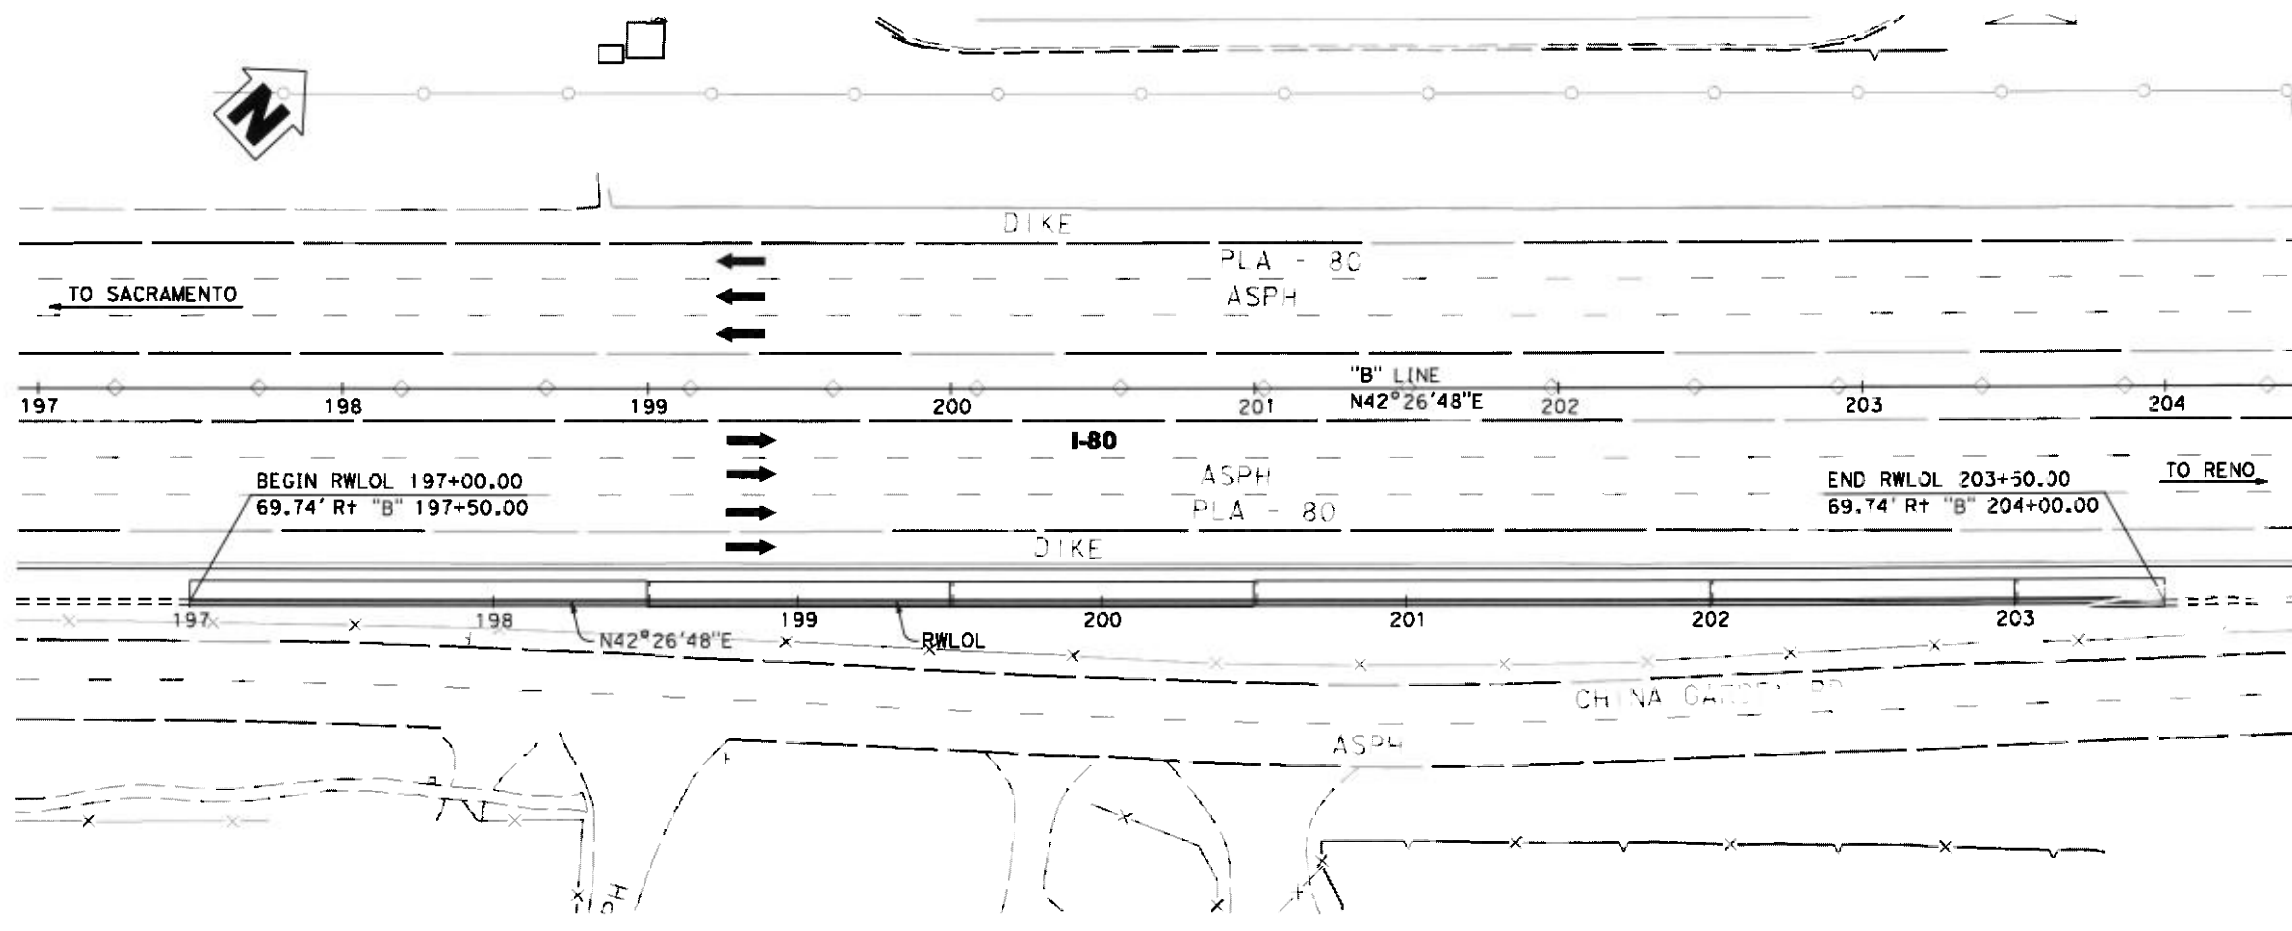 N
DIKE
PLA - 80
ASPH
TO SACRAMENTO
"B" LINE
N42°26'48"E
197 198 199 200 201 202 203 204
I-80
ASPH
PLA - 80
DIKE
BEGIN RWLOL 197+00.00
69.74' Rt "B" 197+50.00
END RWLOL 203+50.00
69.74' Rt "B" 204+00.00
TO RENO
197 198 199 200 201 202 203
N42°26'48"E
RWLOL
CHINA GARDEN RD
ASPH